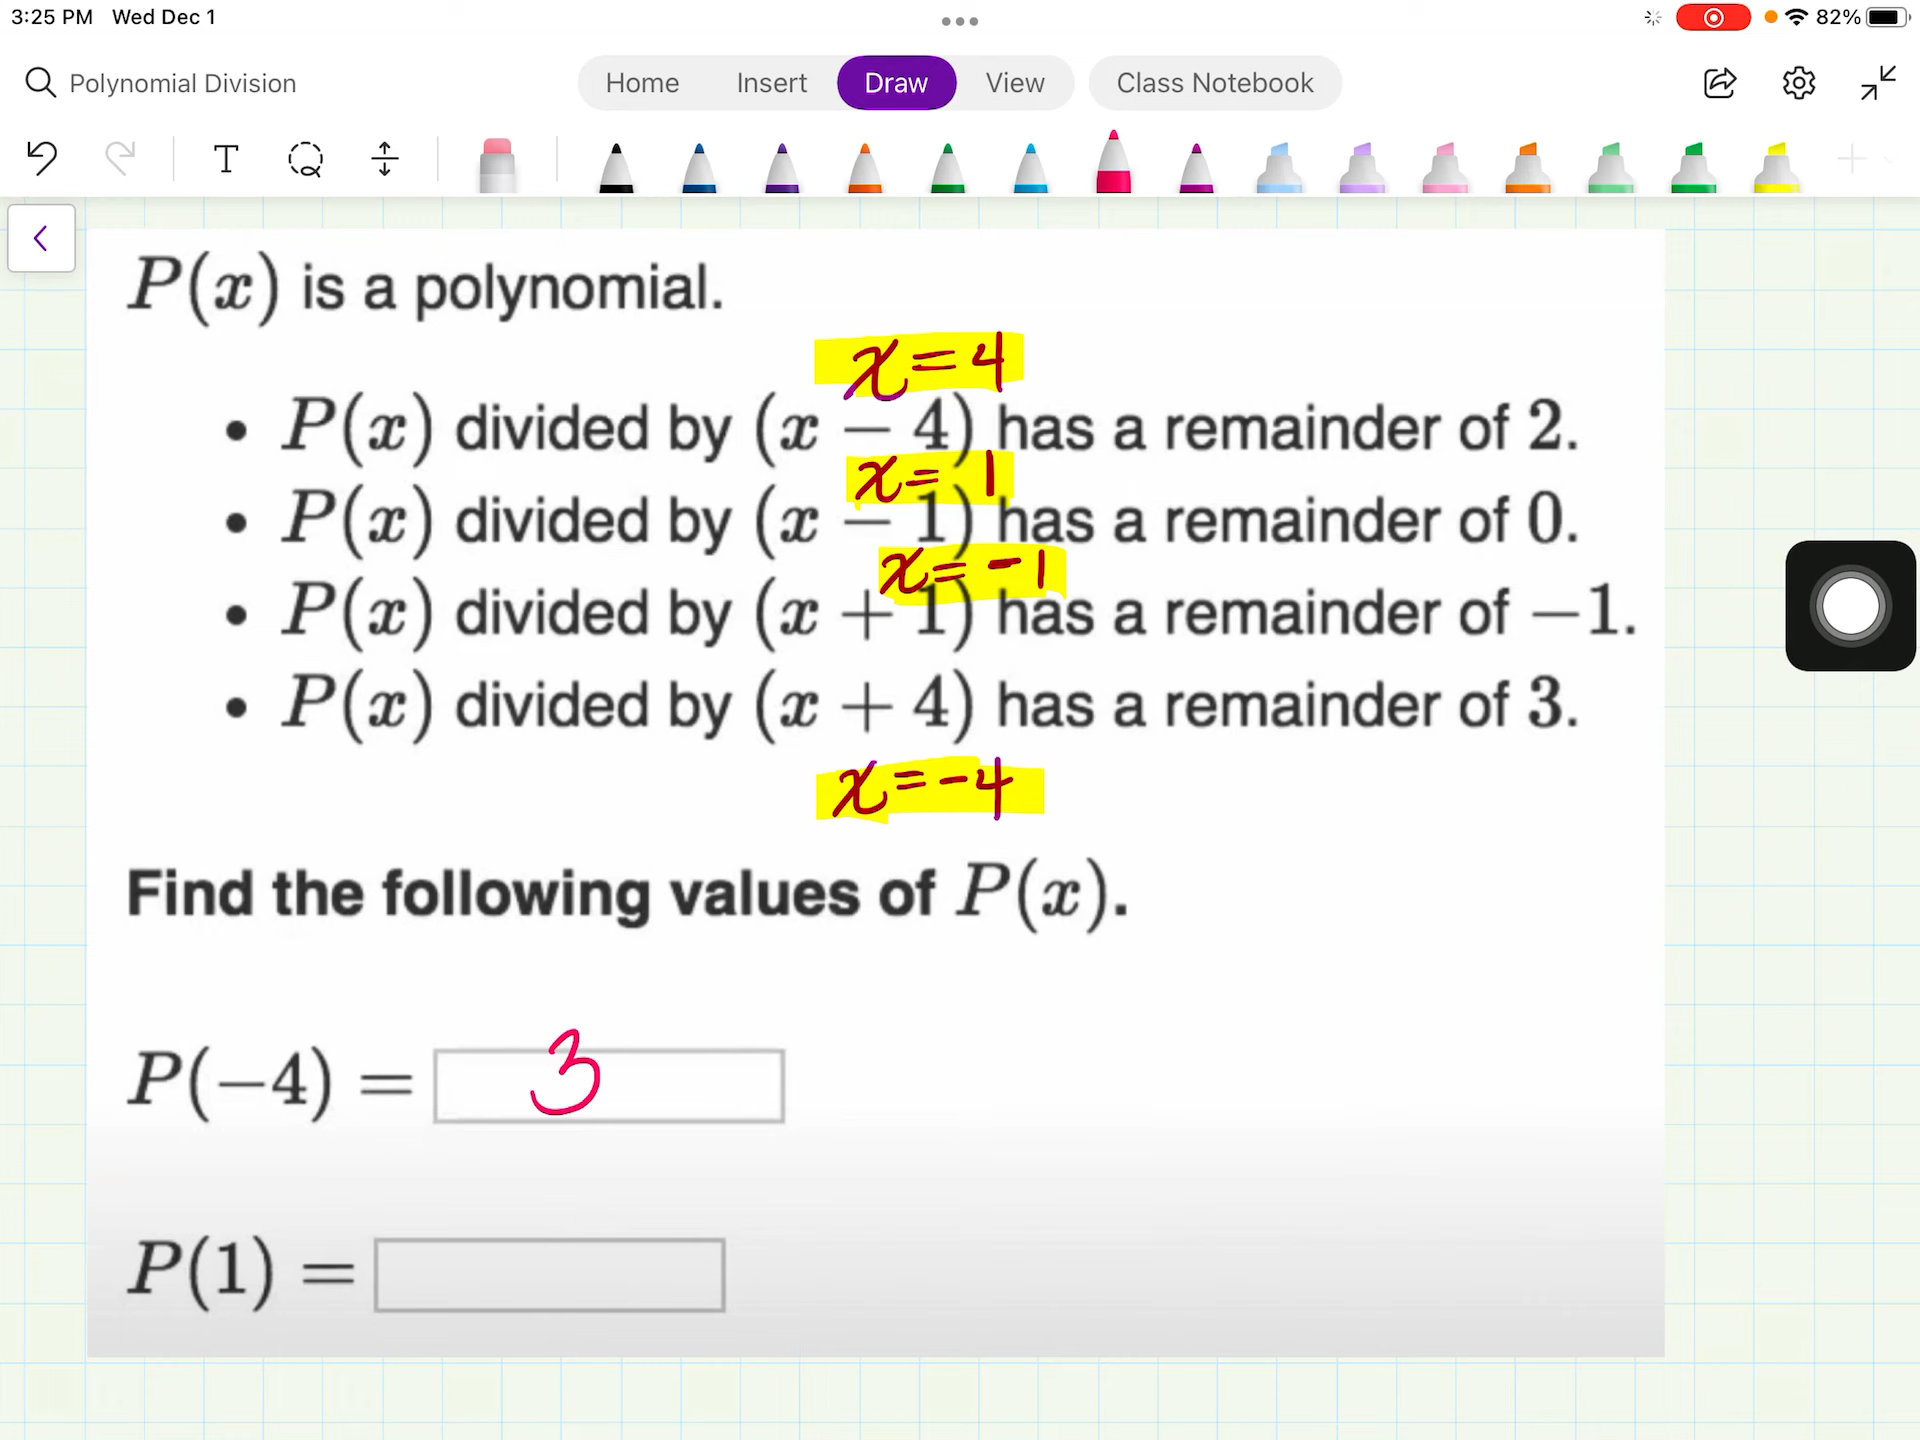 3:25 PM Wed Dec 1
82%
Polynomial Division
Home Insert Draw View Class Notebook
T
P(x) is a polynomial.
x = 4
• P(x) divided by (x − 4) has a remainder of 2.
x = 1
• P(x) divided by (x − 1) has a remainder of 0.
x = -1
• P(x) divided by (x + 1) has a remainder of −1.
• P(x) divided by (x + 4) has a remainder of 3.
x = -4
Find the following values of P(x).
P(−4) = 3
P(1) =